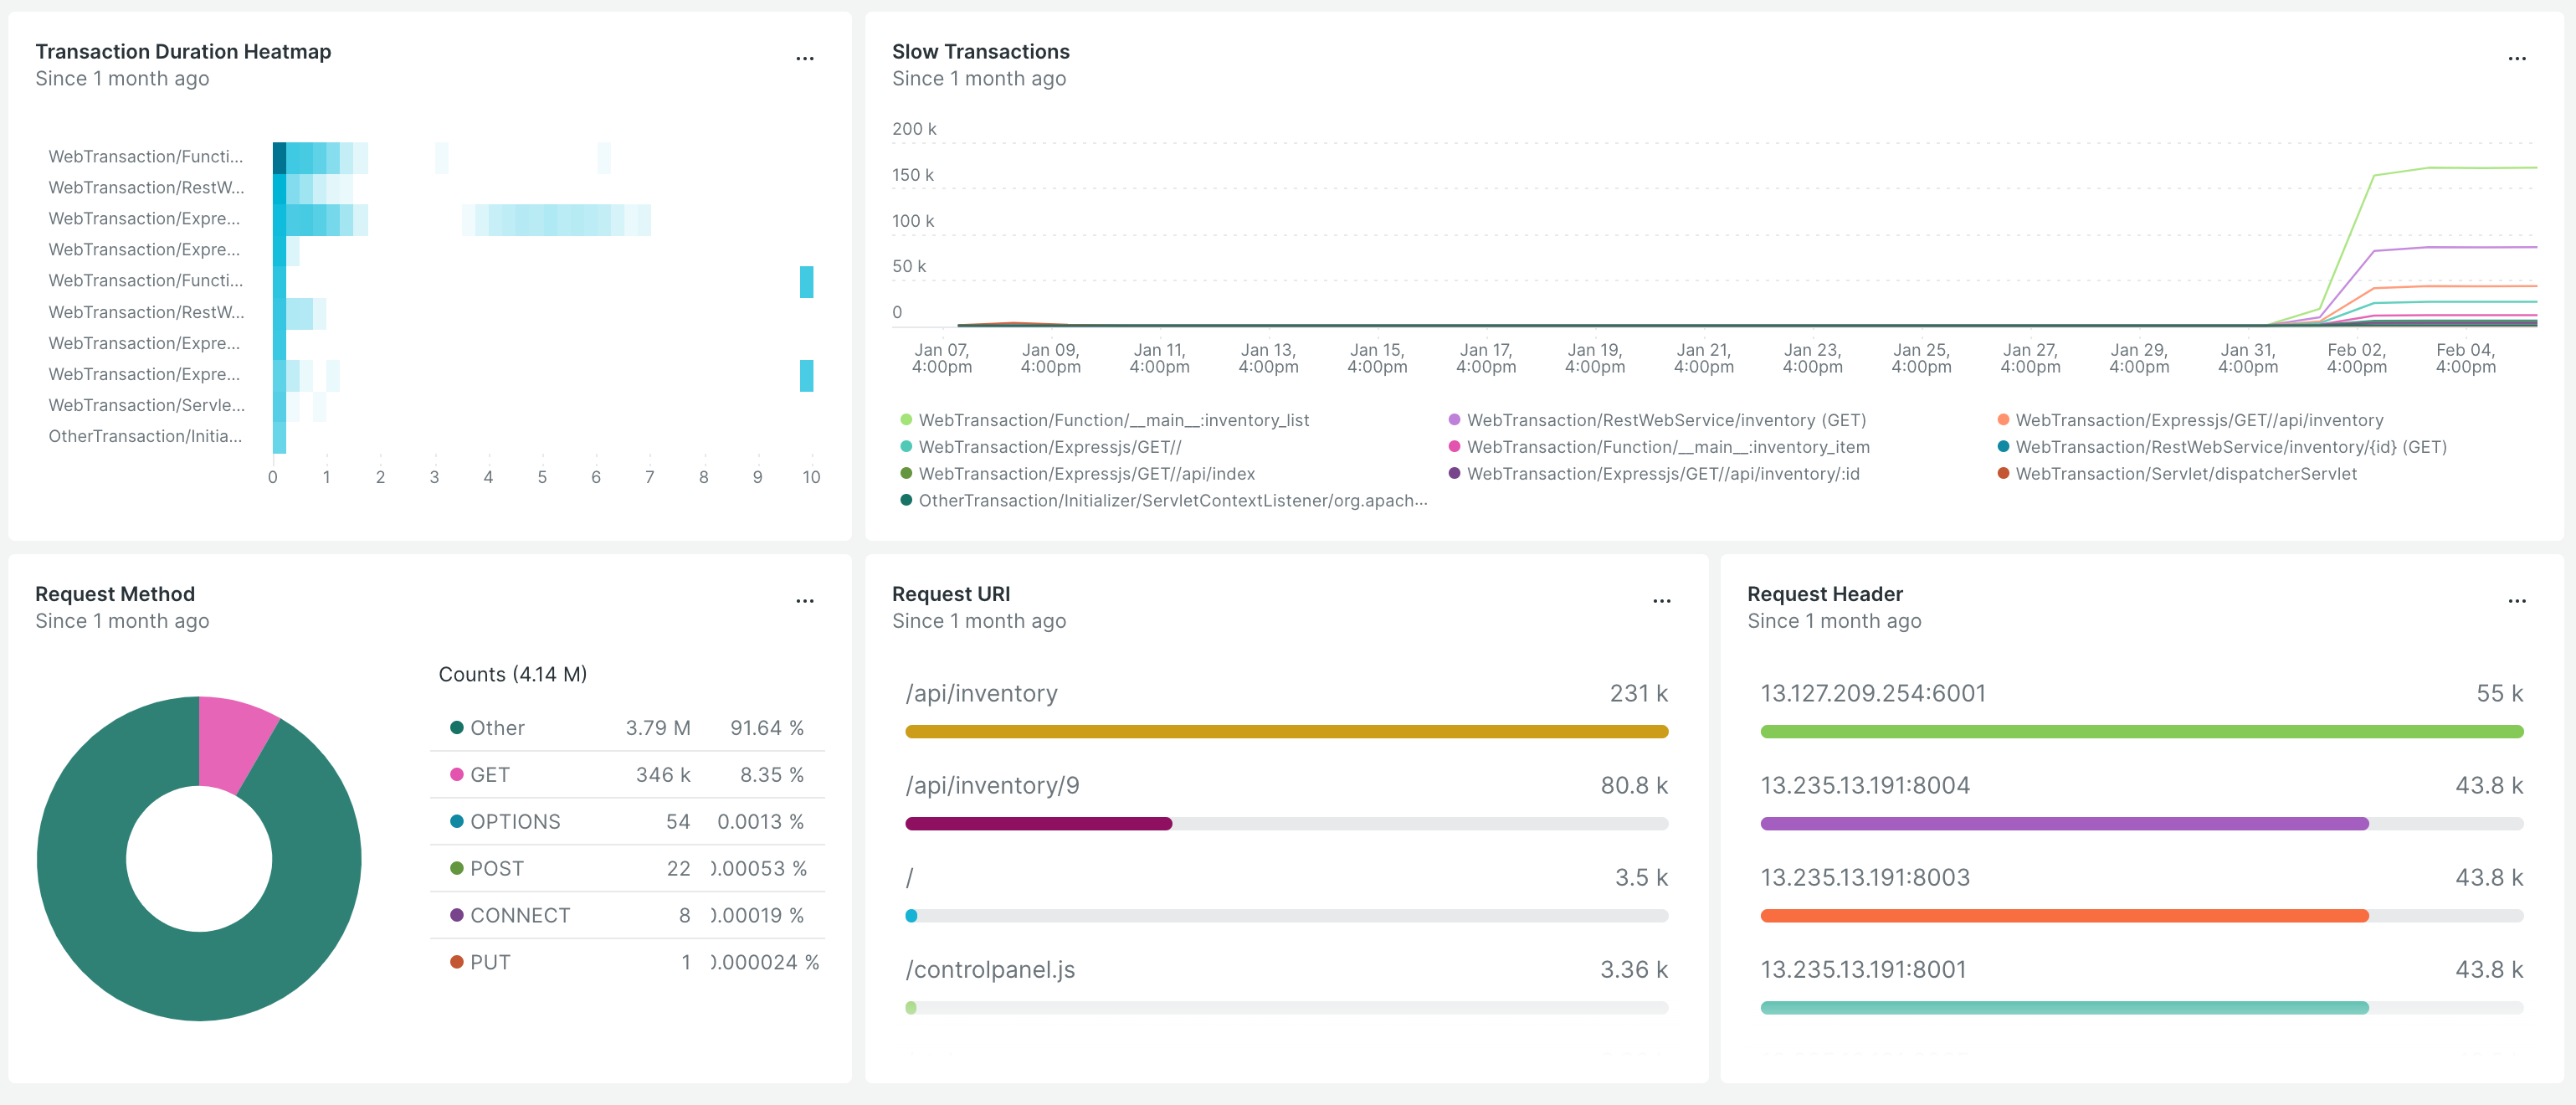 Transaction Duration Heatmap
...
Since 1 month ago
WebTransaction/Functi...
WebTransaction/RestW...
WebTransaction/Expre...
WebTransaction/Expre...
WebTransaction/Functi...
WebTransaction/RestW...
WebTransaction/Expre...
WebTransaction/Expre...
WebTransaction/Servle...
OtherTransaction/Initia...
0 1 2 3 4 5 6 7 8 9 10
Slow Transactions
...
Since 1 month ago
200 k
150 k
100 k
50 k
0
Jan 07, 4:00pm
Jan 09, 4:00pm
Jan 11, 4:00pm
Jan 13, 4:00pm
Jan 15, 4:00pm
Jan 17, 4:00pm
Jan 19, 4:00pm
Jan 21, 4:00pm
Jan 23, 4:00pm
Jan 25, 4:00pm
Jan 27, 4:00pm
Jan 29, 4:00pm
Jan 31, 4:00pm
Feb 02, 4:00pm
Feb 04, 4:00pm
WebTransaction/Function/__main__:inventory_list
WebTransaction/RestWebService/inventory (GET)
WebTransaction/Expressjs/GET//api/inventory
WebTransaction/Expressjs/GET//
WebTransaction/Function/__main__:inventory_item
WebTransaction/RestWebService/inventory/{id} (GET)
WebTransaction/Expressjs/GET//api/index
WebTransaction/Expressjs/GET//api/inventory/:id
WebTransaction/Servlet/dispatcherServlet
OtherTransaction/Initializer/ServletContextListener/org.apach...
Request Method
...
Since 1 month ago
Counts (4.14 M)
Other 3.79 M 91.64 %
GET 346 k 8.35 %
OPTIONS 54 0.0013 %
POST 22 .00053 %
CONNECT 8 .00019 %
PUT 1 .000024 %
Request URI
...
Since 1 month ago
/api/inventory 231 k
/api/inventory/9 80.8 k
/ 3.5 k
/controlpanel.js 3.36 k
Request Header
...
Since 1 month ago
13.127.209.254:6001 55 k
13.235.13.191:8004 43.8 k
13.235.13.191:8003 43.8 k
13.235.13.191:8001 43.8 k